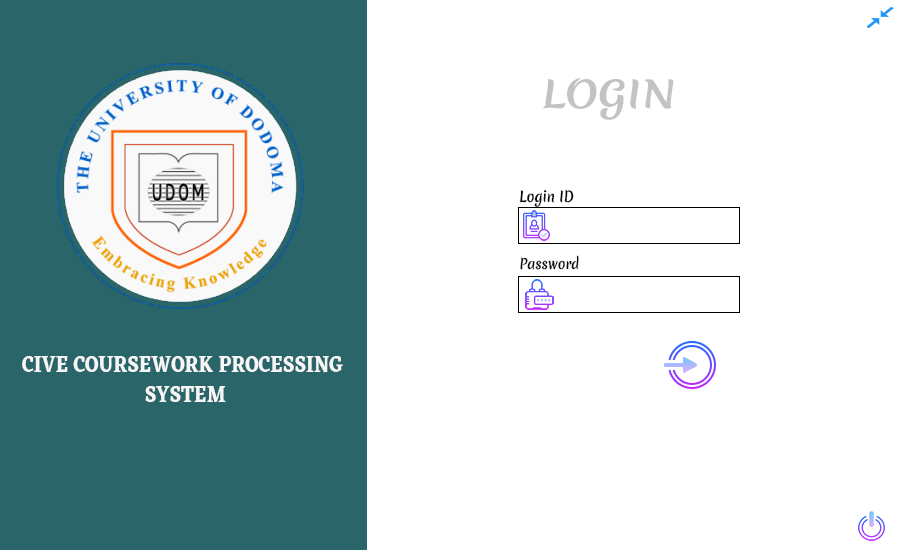 THE UNIVERSITY OF DODOMA
UDOM
Embracing Knowledge
CIVE COURSEWORK PROCESSING
SYSTEM
LOGIN
Login ID
Password